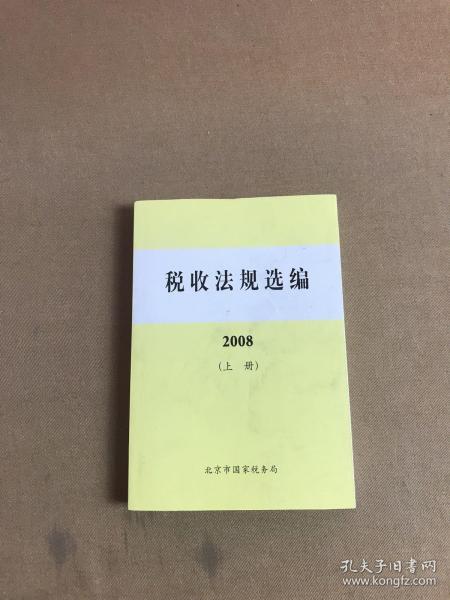 税收法规选编
2008
(上 册)
北京市国家税务局
孔夫子旧书网
www.kongfz.com